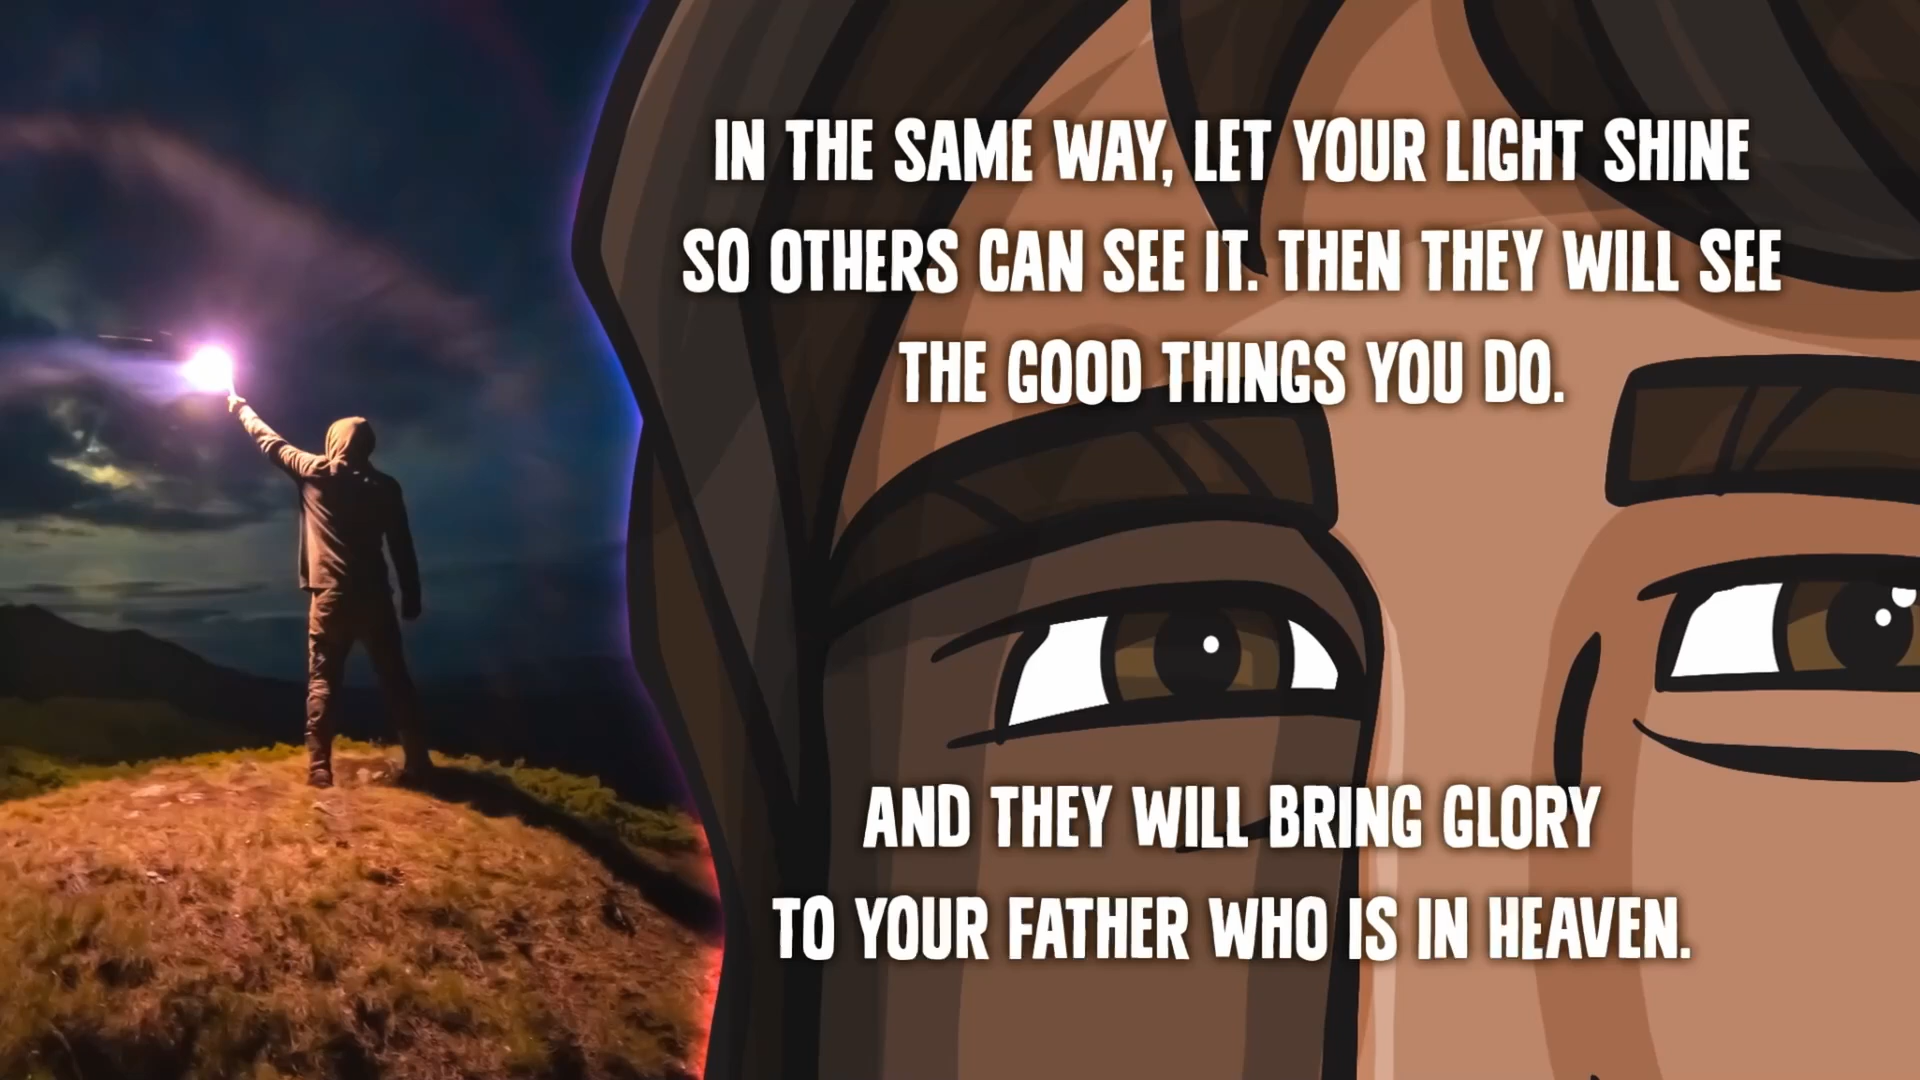 IN THE SAME WAY, LET YOUR LIGHT SHINE
SO OTHERS CAN SEE IT. THEN THEY WILL SEE
THE GOOD THINGS YOU DO.
AND THEY WILL BRING GLORY
TO YOUR FATHER WHO IS IN HEAVEN.